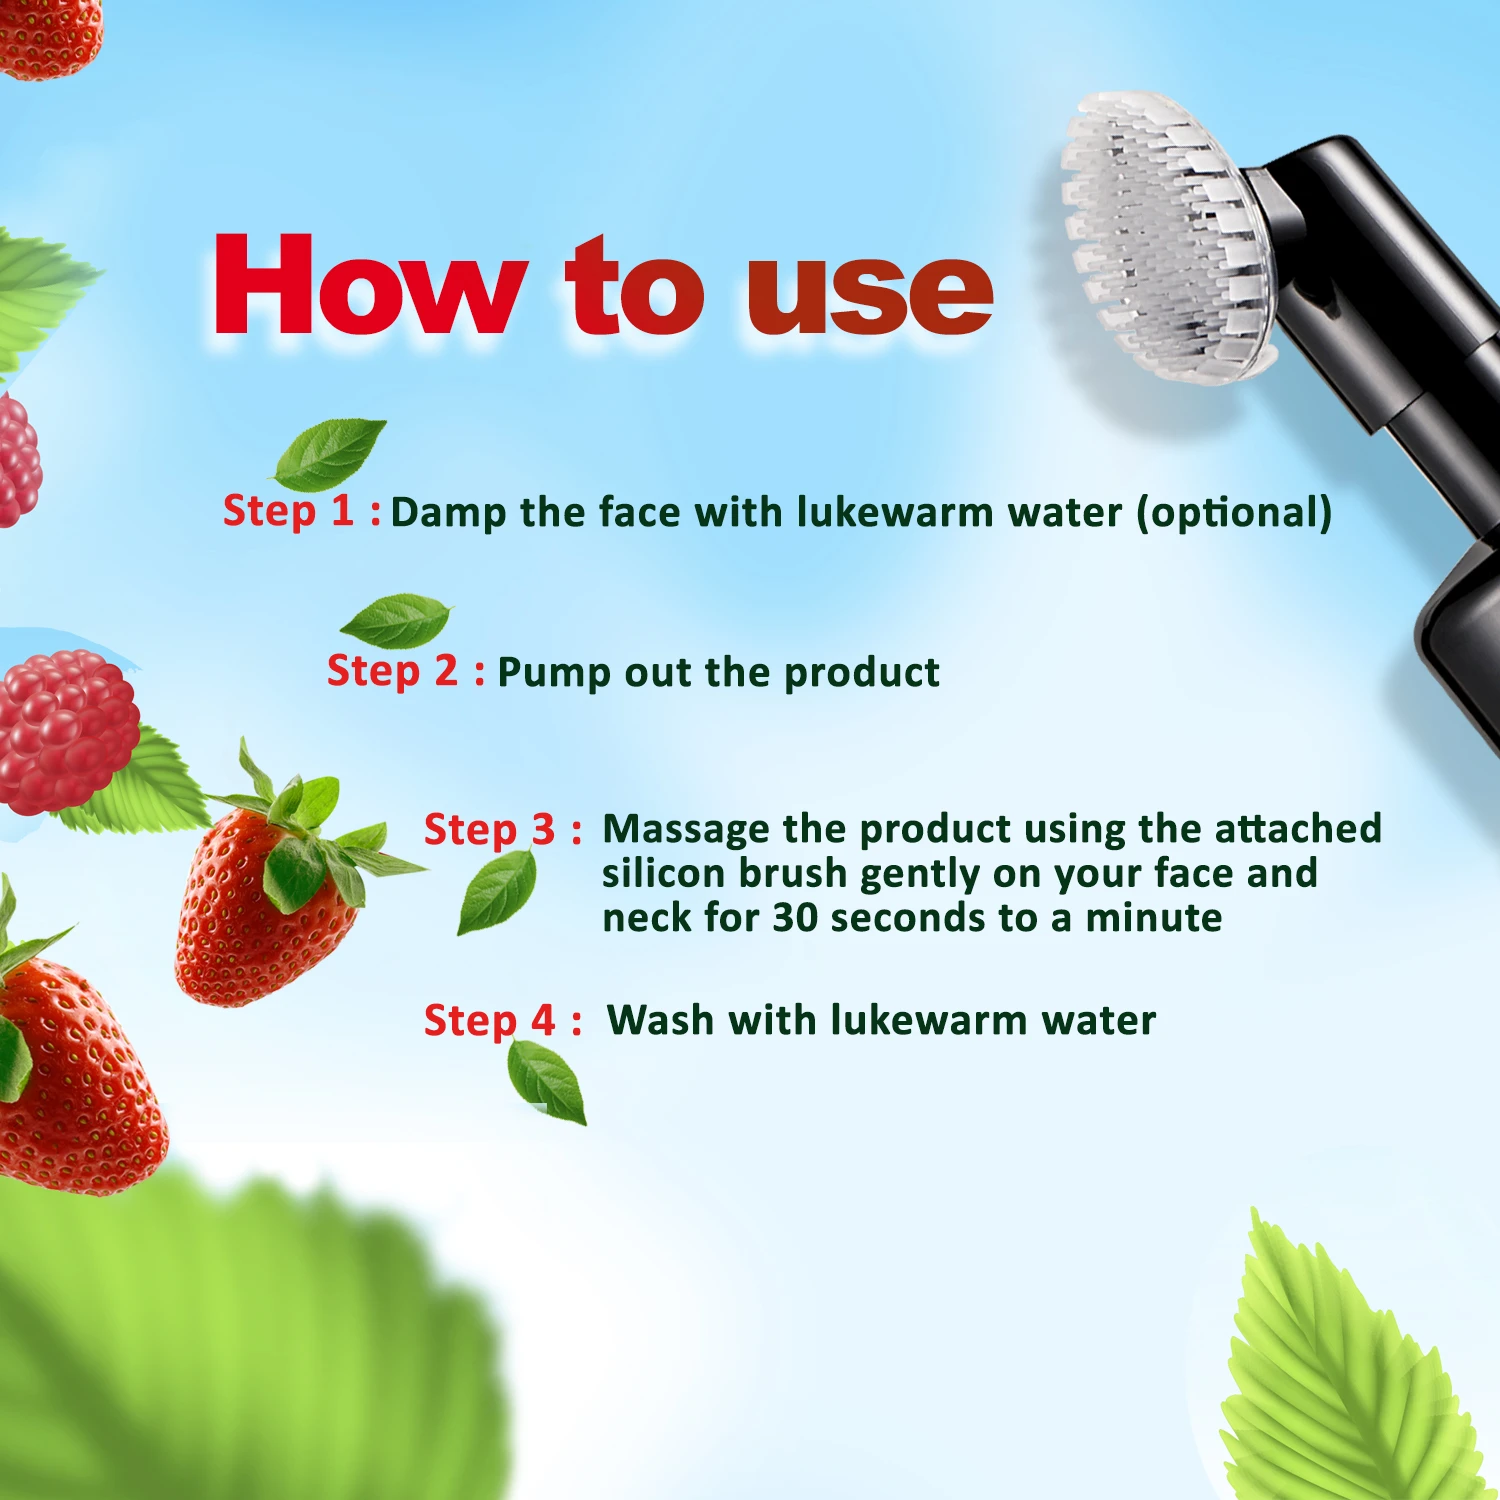 How to use
Step 1 : Damp the face with lukewarm water (optional)
Step 2 : Pump out the product
Step 3 : Massage the product using the attached
silicon brush gently on your face and
neck for 30 seconds to a minute
Step 4 : Wash with lukewarm water